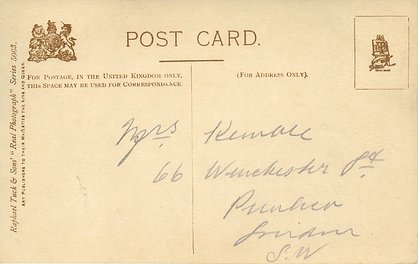 POST CARD.
FOR POSTAGE, IN THE UNITED KINGDOM ONLY,
THIS SPACE MAY BE USED FOR CORRESPONDENCE.
(FOR ADDRESS ONLY).
Raphael Tuck & Sons' "Real Photograph" Series 5063.
ART PUBLISHERS TO THEIR MAJESTIES THE KING AND QUEEN.
Mrs
66 Winchester St
Pimlico
London
S.W